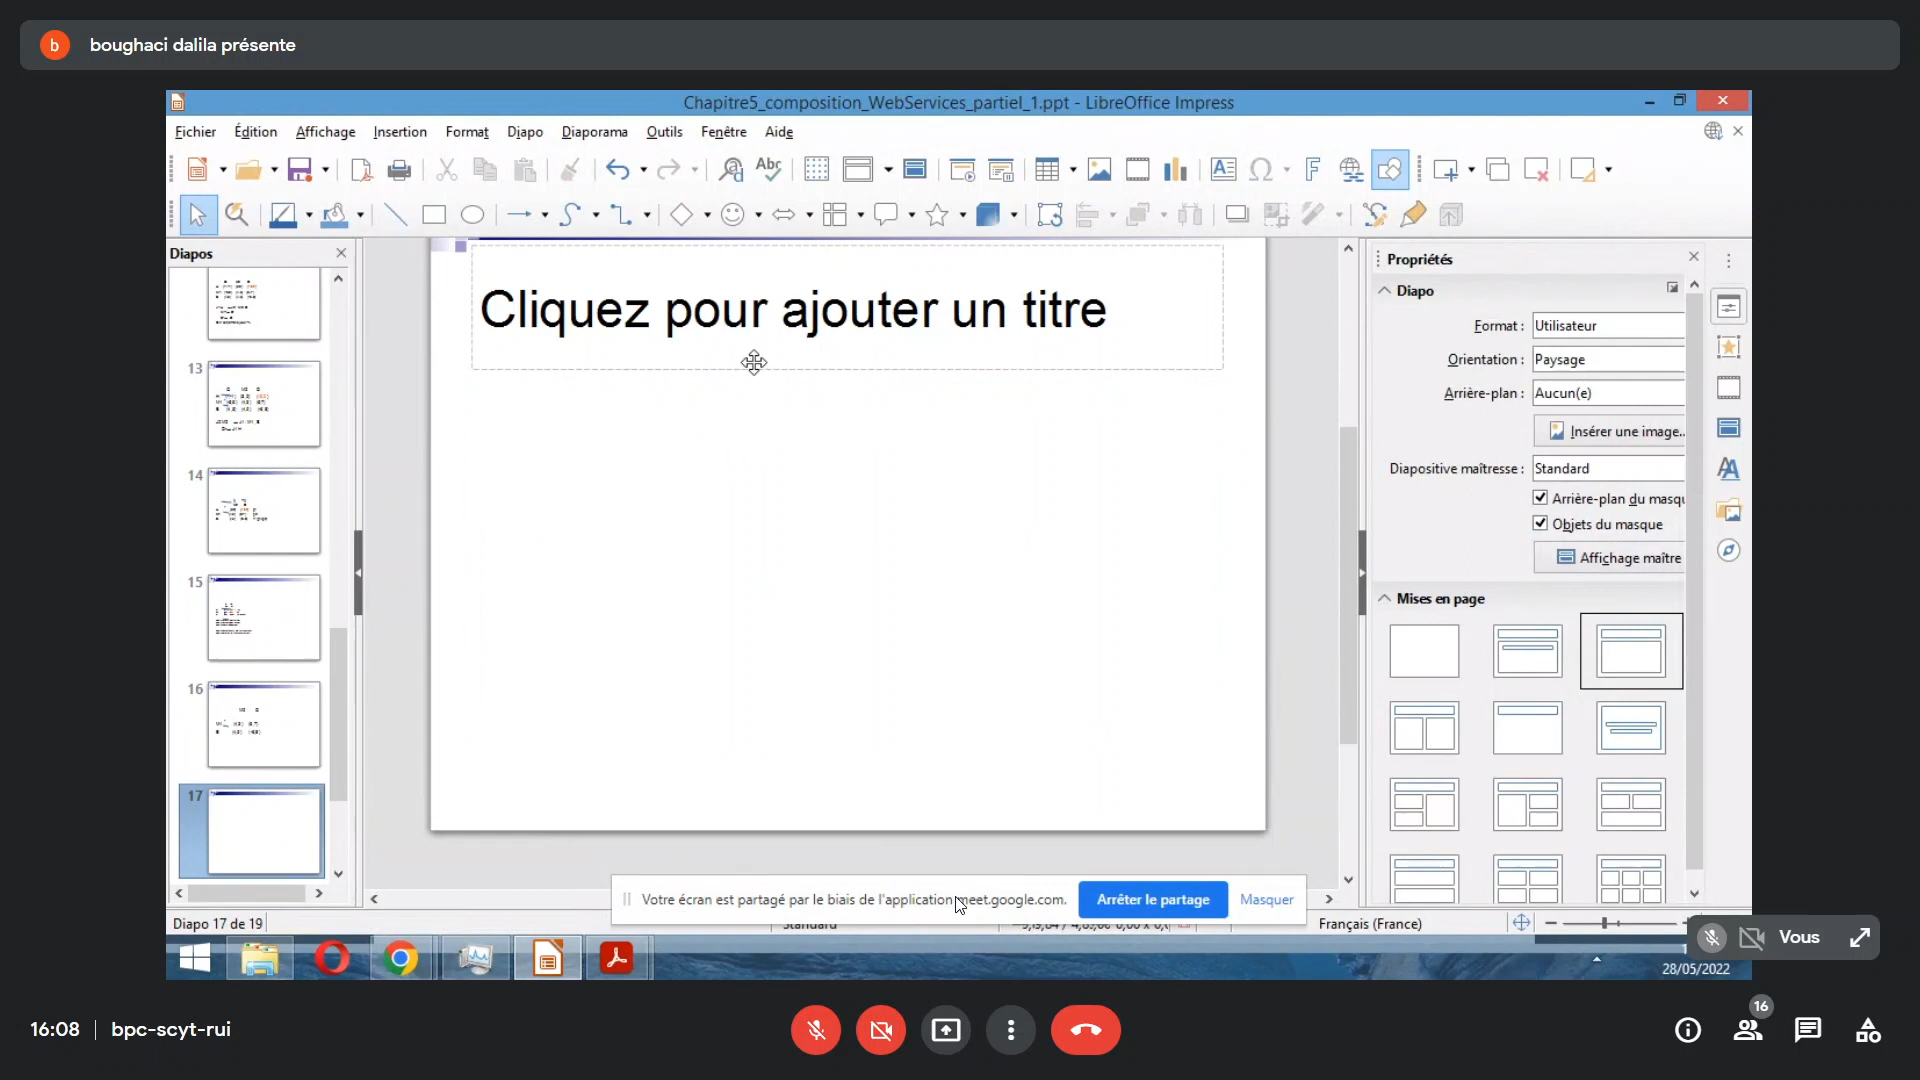 b boughaci dalila présente
Chapitre5_composition_WebServices_partiel_1.ppt - LibreOffice Impress
Fichier Édition Affichage Insertion Format Diapo Diaporama Outils Fenêtre Aide
Diapos
13
14
15
16
17
Cliquez pour ajouter un titre
Propriétés
Diapo
Format : Utilisateur
Orientation : Paysage
Arrière-plan : Aucun(e)
Insérer une image..
Diapositive maîtresse : Standard
Arrière-plan du masqu
Objets du masque
Affichage maître
Mises en page
Votre écran est partagé par le biais de l'application meet.google.com. Arrêter le partage Masquer
Diapo 17 de 19
Standard
Français (France)
Vous
28/05/2022
16:08 bpc-scyt-rui
16